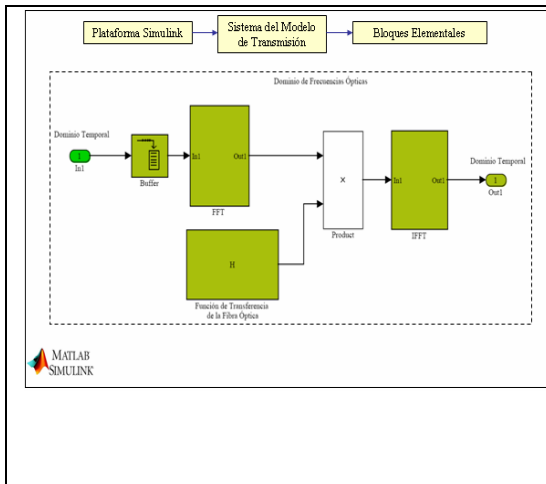 Plataforma Simulink
Sistema del Modelo
de Transmisión
Bloques Elementales
Dominio de Frecuencias Ópticas
Dominio Temporal
1
In1
Buffer
In1
Out1
FFT
H
Función de Transferencia
de la Fibra Óptica
×
Product
In1
Out1
IFFT
Dominio Temporal
1
Out1
MATLAB
SIMULINK